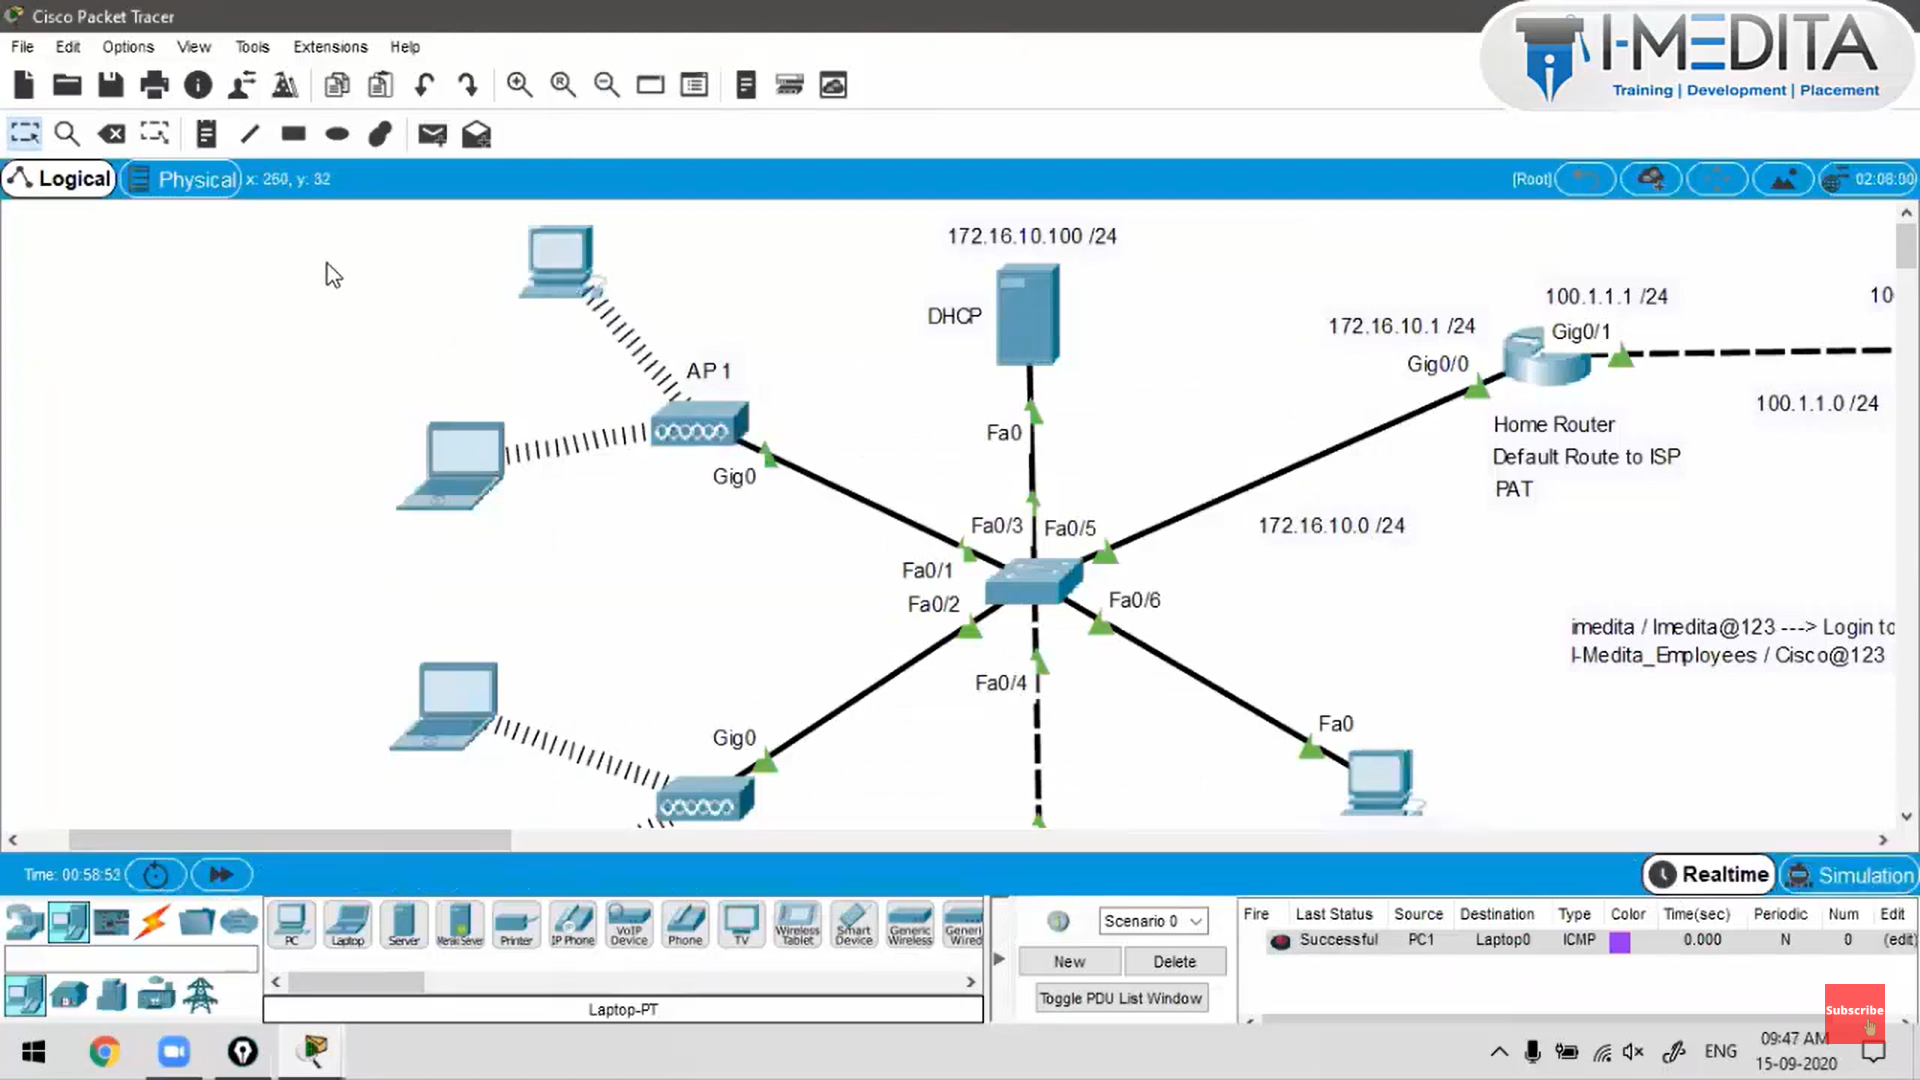 Cisco Packet Tracer
I-MEDITA
Training | Development | Placement
File Edit Options View Tools Extensions Help
Logical Physical x: 260, y: 32 [Root] 02:08:00
172.16.10.100 /24
DHCP
100.1.1.1 /24
10
172.16.10.1 /24
Gig0/1
Gig0/0
AP1
100.1.1.0 /24
Fa0
Home Router
Default Route to ISP
PAT
Gig0
Fa0/3 Fa0/5
172.16.10.0 /24
Fa0/1
Fa0/2
Fa0/6
imedita / Imedita@123 ---> Login to
I-Medita_Employees / Cisco@123
Fa0/4
Gig0
Fa0
Time: 00:58:53
Realtime Simulation
PC Laptop Server Meraki Server Printer IP Phone VoIP Device Phone TV Wireless Tablet Smart Device Generic Wireless Generi Wired
Laptop-PT
Scenario 0
New Delete
Toggle PDU List Window
Fire Last Status Source Destination Type Color Time(sec) Periodic Num Edit
Successful PC1 Laptop0 ICMP 0.000 N 0 (edit)
Subscribe
ENG
09:47 AM
15-09-2020